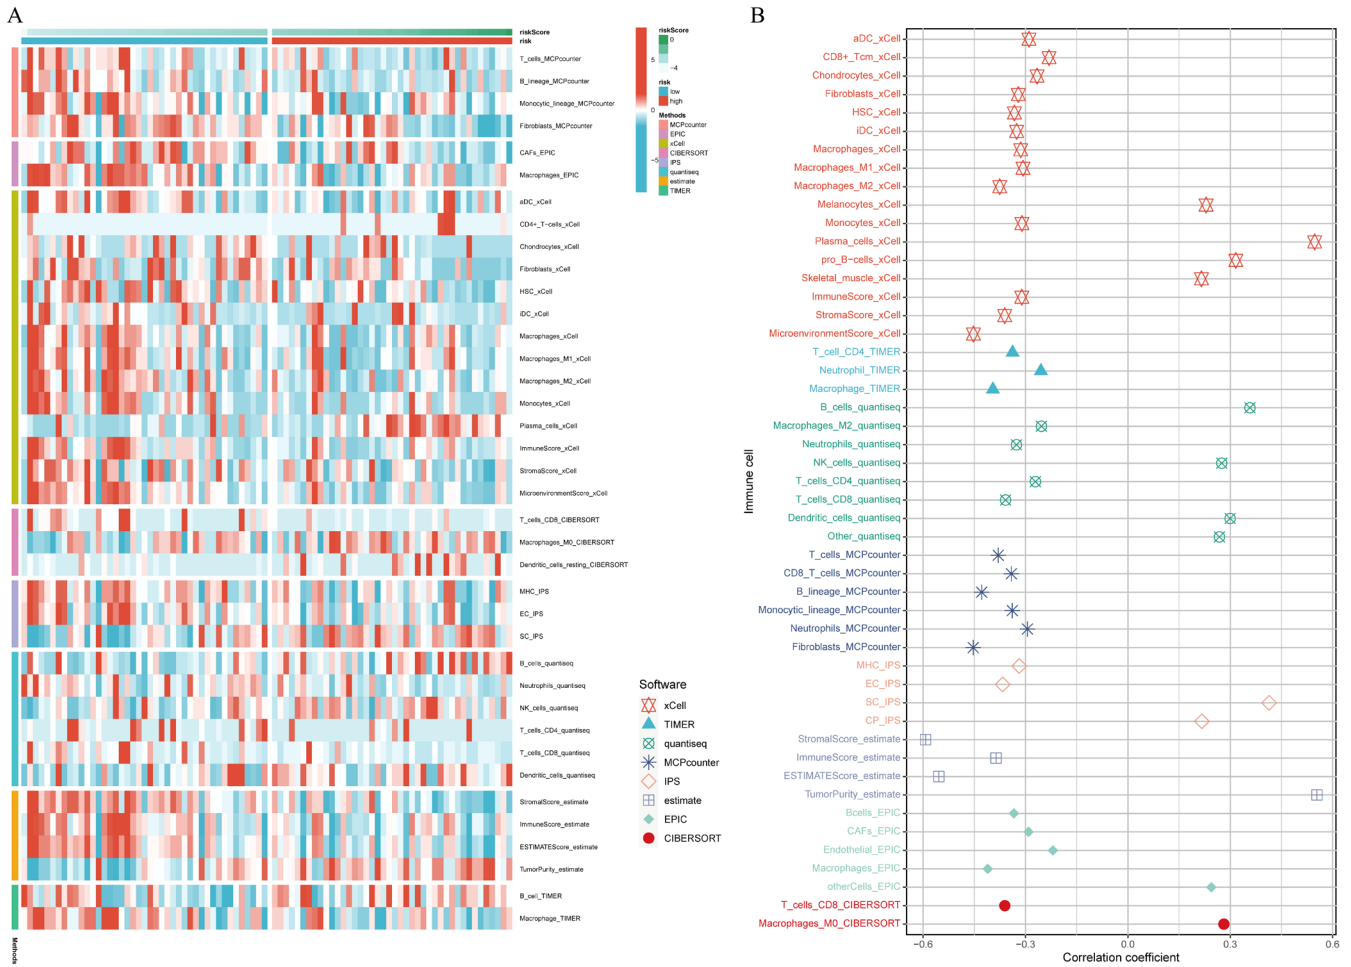 A
riskScore
risk
T_cells_MCPcounter
B_lineage_MCPcounter
Monocytic_lineage_MCPcounter
Fibroblasts_MCPcounter
CAFs_EPIC
Macrophages_EPIC
aDC_xCell
CD4+_T-cells_xCell
Chondrocytes_xCell
Fibroblasts_xCell
HSC_xCell
iDC_xCell
Macrophages_xCell
Macrophages_M1_xCell
Macrophages_M2_xCell
Monocytes_xCell
Plasma_cells_xCell
ImmuneScore_xCell
StromaScore_xCell
MicroenvironmentScore_xCell
T_cells_CD8_CIBERSORT
Macrophages_M0_CIBERSORT
Dendritic_cells_resting_CIBERSORT
MHC_IPS
EC_IPS
SC_IPS
B_cells_quantiseq
Neutrophils_quantiseq
NK_cells_quantiseq
T_cells_CD4_quantiseq
T_cells_CD8_quantiseq
Dendritic_cells_quantiseq
StromalScore_estimate
ImmuneScore_estimate
ESTIMATEScore_estimate
TumorPurity_estimate
B_cell_TIMER
Macrophage_TIMER
Methods
5
0
−5
riskScore
0
−4
risk
low
high
Methods
MCPcounter
EPIC
xCell
CIBERSORT
IPS
quantiseq
estimate
TIMER
Software
xCell
TIMER
quantiseq
MCPcounter
IPS
estimate
EPIC
CIBERSORT
B
Immune cell
aDC_xCell
CD8+_Tcm_xCell
Chondrocytes_xCell
Fibroblasts_xCell
HSC_xCell
iDC_xCell
Macrophages_xCell
Macrophages_M1_xCell
Macrophages_M2_xCell
Melanocytes_xCell
Monocytes_xCell
Plasma_cells_xCell
pro_B-cells_xCell
Skeletal_muscle_xCell
ImmuneScore_xCell
StromaScore_xCell
MicroenvironmentScore_xCell
T_cell_CD4_TIMER
Neutrophil_TIMER
Macrophage_TIMER
B_cells_quantiseq
Macrophages_M2_quantiseq
Neutrophils_quantiseq
NK_cells_quantiseq
T_cells_CD4_quantiseq
T_cells_CD8_quantiseq
Dendritic_cells_quantiseq
Other_quantiseq
T_cells_MCPcounter
CD8_T_cells_MCPcounter
B_lineage_MCPcounter
Monocytic_lineage_MCPcounter
Neutrophils_MCPcounter
Fibroblasts_MCPcounter
MHC_IPS
EC_IPS
SC_IPS
CP_IPS
StromalScore_estimate
ImmuneScore_estimate
ESTIMATEScore_estimate
TumorPurity_estimate
Bcells_EPIC
CAFs_EPIC
Endothelial_EPIC
Macrophages_EPIC
otherCells_EPIC
T_cells_CD8_CIBERSORT
Macrophages_M0_CIBERSORT
−0.6 −0.3 0.0 0.3 0.6
Correlation coefficient